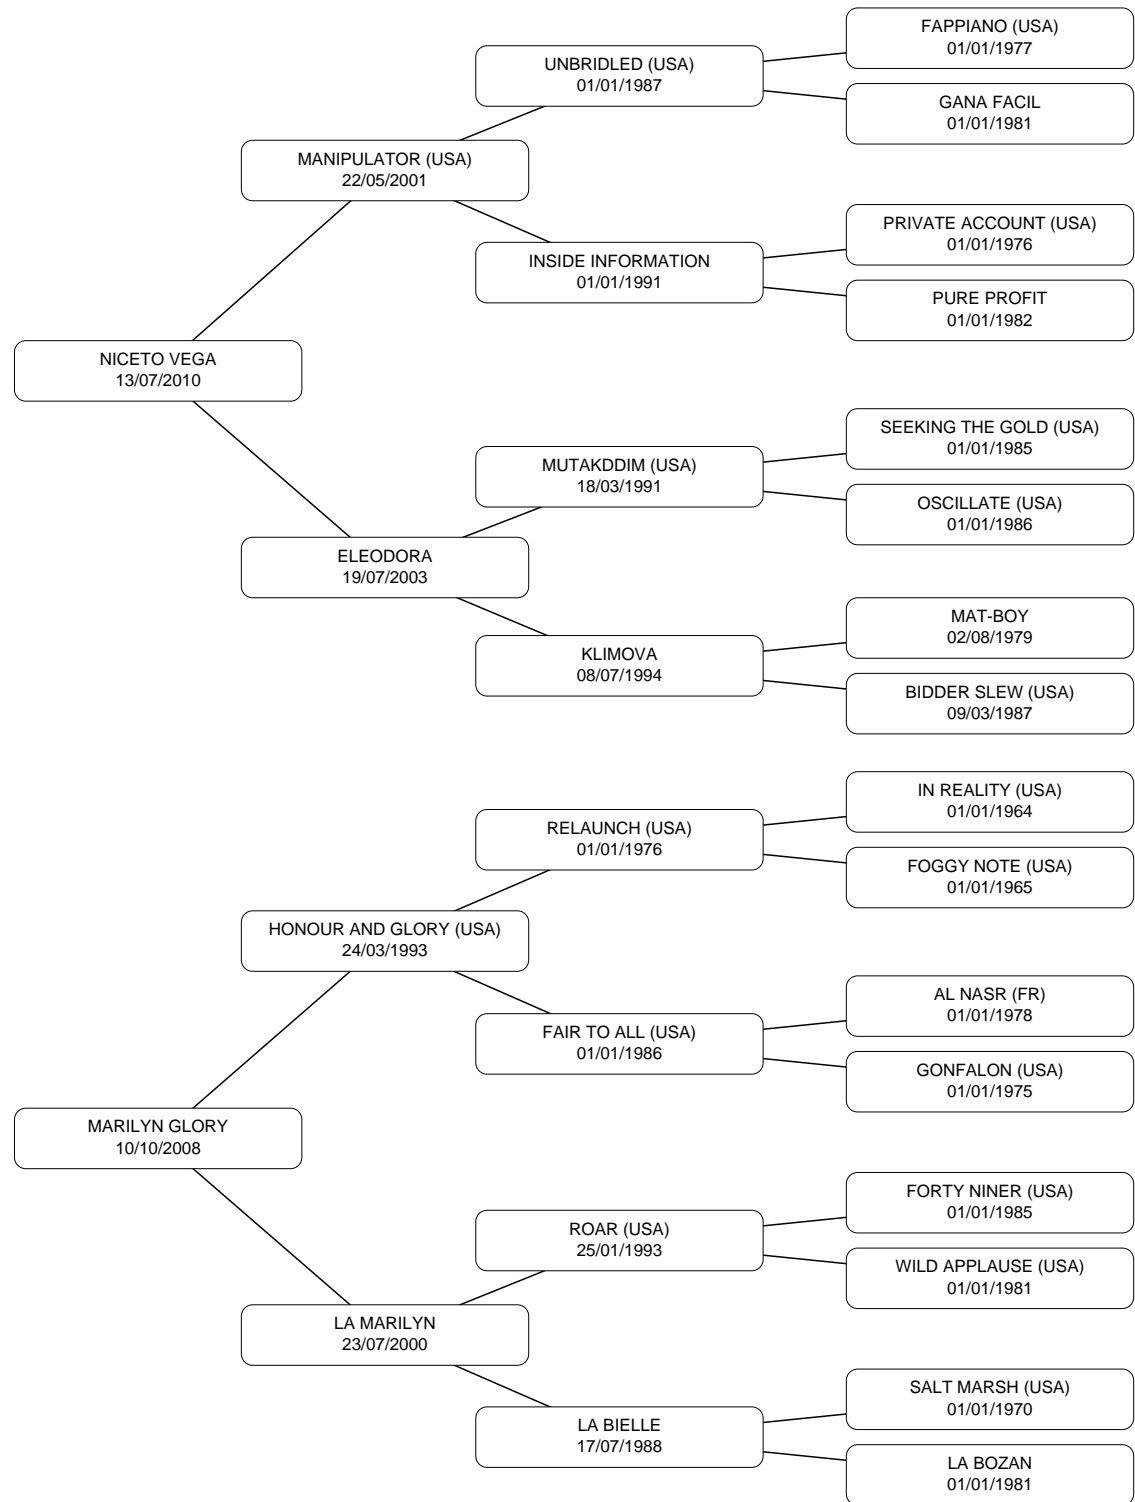 FAPPIANO (USA)
01/01/1977
UNBRIDLED (USA)
01/01/1987
GANA FACIL
01/01/1981
MANIPULATOR (USA)
22/05/2001
PRIVATE ACCOUNT (USA)
01/01/1976
INSIDE INFORMATION
01/01/1991
PURE PROFIT
01/01/1982
NICETO VEGA
13/07/2010
SEEKING THE GOLD (USA)
01/01/1985
MUTAKDDIM (USA)
18/03/1991
OSCILLATE (USA)
01/01/1986
ELEODORA
19/07/2003
MAT-BOY
02/08/1979
KLIMOVA
08/07/1994
BIDDER SLEW (USA)
09/03/1987
IN REALITY (USA)
01/01/1964
RELAUNCH (USA)
01/01/1976
FOGGY NOTE (USA)
01/01/1965
HONOUR AND GLORY (USA)
24/03/1993
AL NASR (FR)
01/01/1978
FAIR TO ALL (USA)
01/01/1986
GONFALON (USA)
01/01/1975
MARILYN GLORY
10/10/2008
FORTY NINER (USA)
01/01/1985
ROAR (USA)
25/01/1993
WILD APPLAUSE (USA)
01/01/1981
LA MARILYN
23/07/2000
SALT MARSH (USA)
01/01/1970
LA BIELLE
17/07/1988
LA BOZAN
01/01/1981